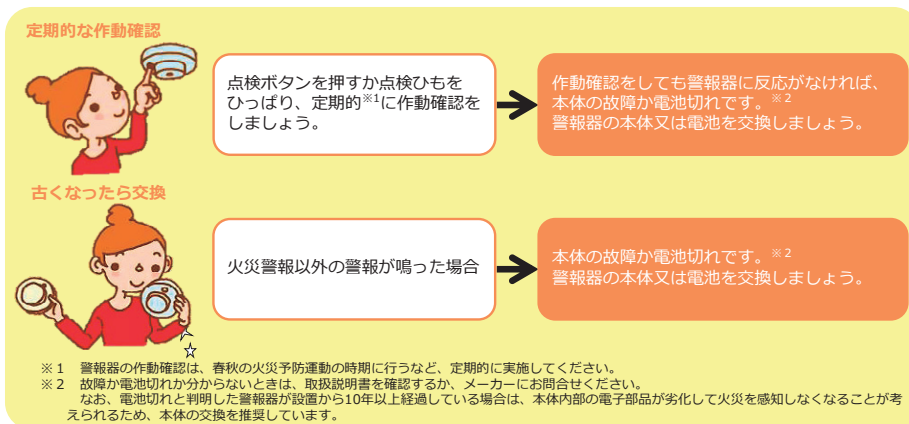 定期的な作動確認
点検ボタンを押すか点検ひもを
ひっぱり、定期的※1に作動確認を
しましょう。
作動確認をしても警報器に反応がなければ、
本体の故障か電池切れです。※2
警報器の本体又は電池を交換しましょう。
古くなったら交換
火災警報以外の警報が鳴った場合
本体の故障か電池切れです。※2
警報器の本体又は電池を交換しましょう。
※1 警報器の作動確認は、春秋の火災予防運動の時期に行うなど、定期的に実施してください。
※2 故障か電池切れか分からないときは、取扱説明書を確認するか、メーカーにお問合せください。
なお、電池切れと判明した警報器が設置から10年以上経過している場合は、本体内部の電子部品が劣化して火災を感知しなくなることが考
えられるため、本体の交換を推奨しています。